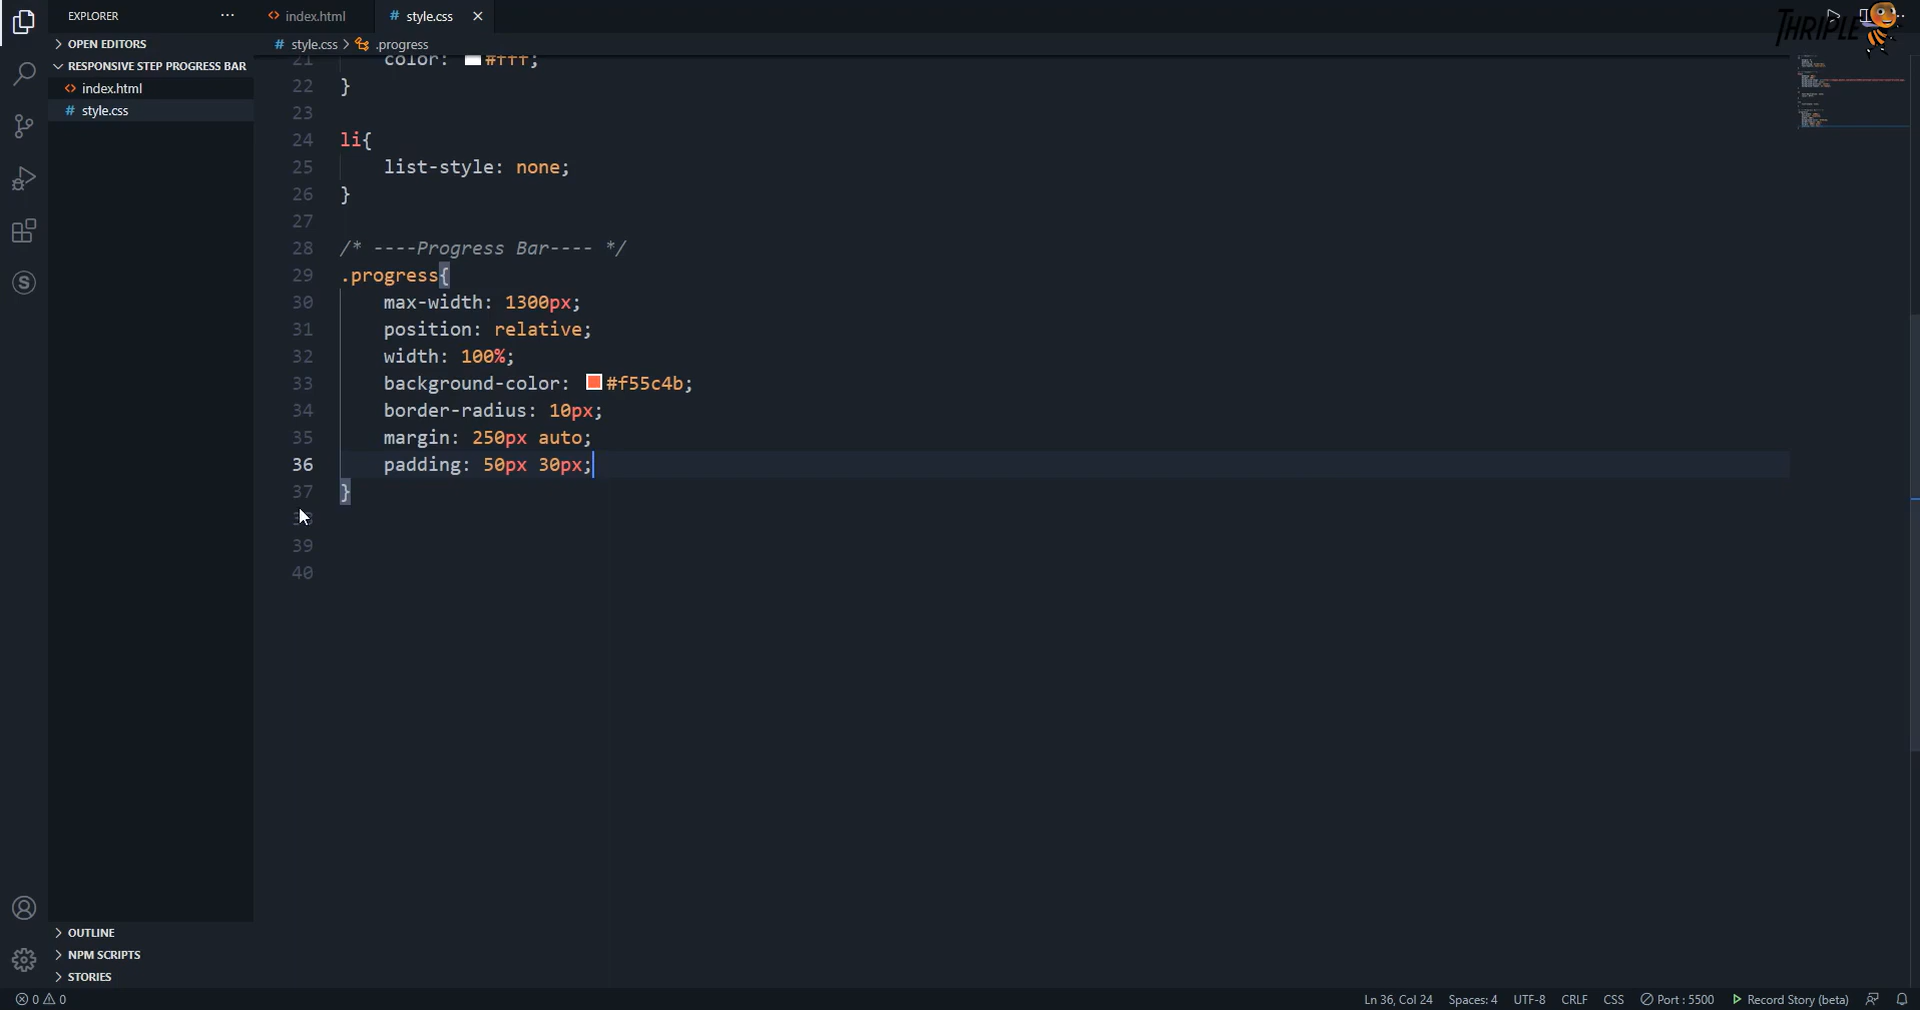 EXPLORER
index.html
# style.css
THRIPLE
OPEN EDITORS
# style.css > .progress
RESPONSIVE STEP PROGRESS BAR
index.html
# style.css
21 color: #fff;
22 }
23
24 li{
25 list-style: none;
26 }
27
28 /* ----Progress Bar---- */
29 .progress{
30 max-width: 1300px;
31 position: relative;
32 width: 100%;
33 background-color: #f55c4b;
34 border-radius: 10px;
35 margin: 250px auto;
36 padding: 50px 30px;
37 }
38
39
40
OUTLINE
NPM SCRIPTS
STORIES
0 0 Ln 36, Col 24 Spaces: 4 UTF-8 CRLF CSS Port : 5500 Record Story (beta)